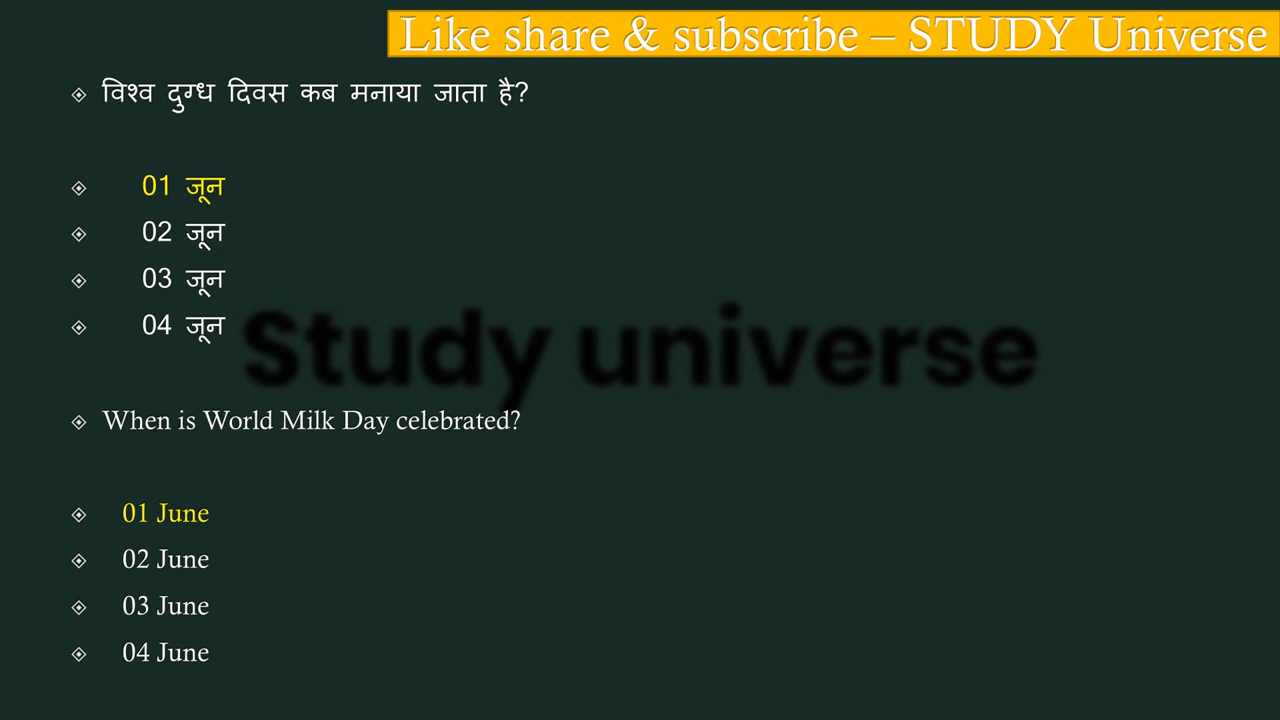 Like share & subscribe – STUDY Universe
विश्व दुग्ध दिवस कब मनाया जाता है?
01 जून
02 जून
03 जून
04 जून
Study universe
When is World Milk Day celebrated?
01 June
02 June
03 June
04 June